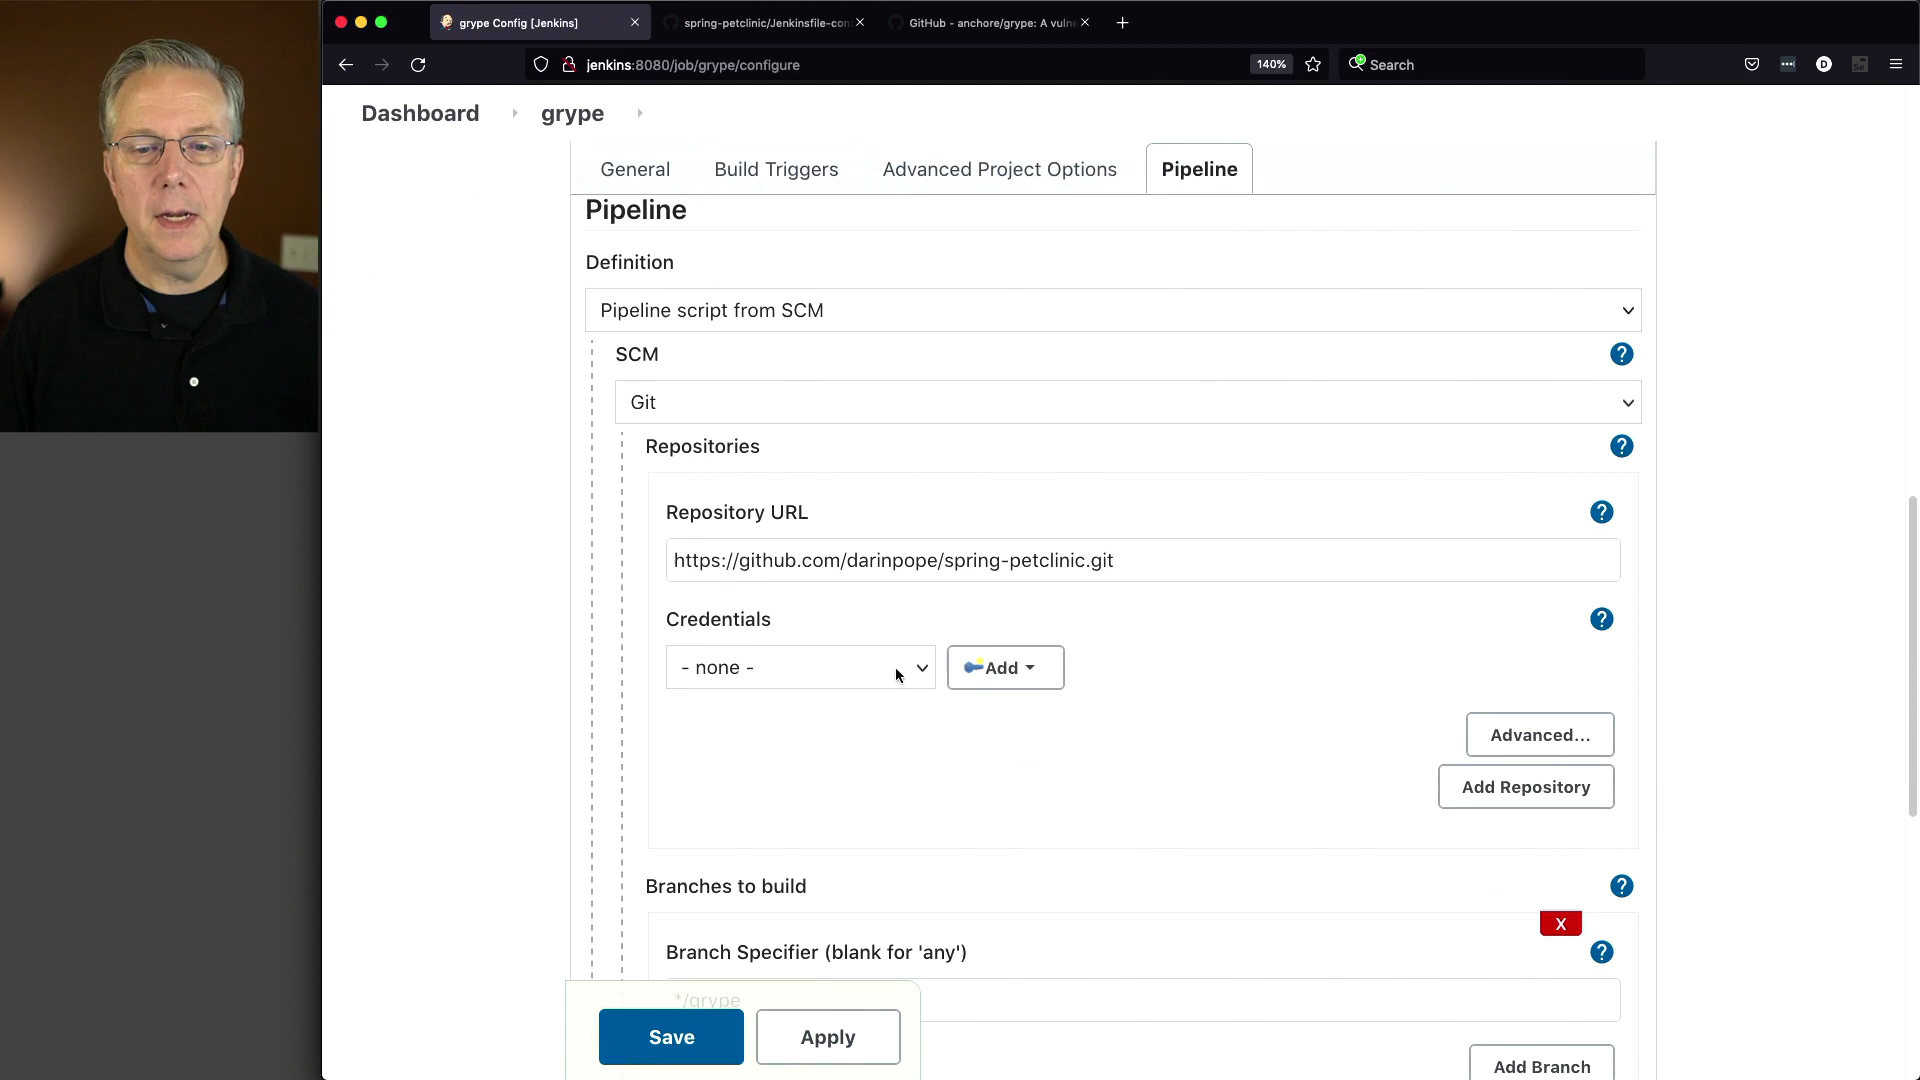 grype Config [Jenkins]
spring-petclinic/Jenkinsfile-con
GitHub - anchore/grype: A vulne
jenkins:8080/job/grype/configure
140%
Search
Dashboard
grype
General
Build Triggers
Advanced Project Options
Pipeline
Pipeline
Definition
Pipeline script from SCM
SCM
?
Git
Repositories
?
Repository URL
?
https://github.com/darinpope/spring-petclinic.git
Credentials
?
- none -
Add
Advanced...
Add Repository
Branches to build
?
X
Branch Specifier (blank for 'any')
?
*/grype
Save
Apply
Add Branch